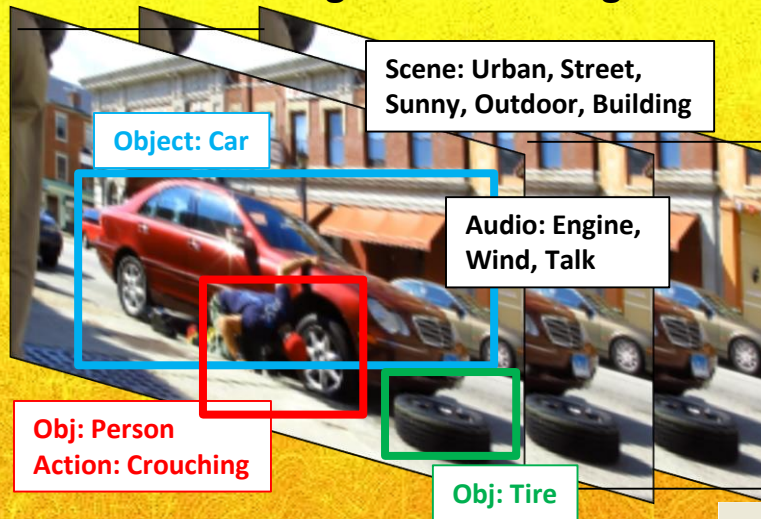 Scene: Urban, Street,
Sunny, Outdoor, Building
Object: Car
Audio: Engine,
Wind, Talk
Obj: Person
Action: Crouching
Obj: Tire